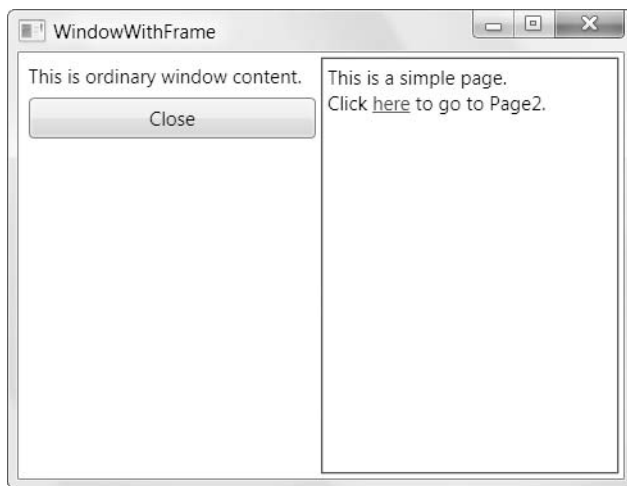 WindowWithFrame
This is ordinary window content.
Close
This is a simple page.
Click here to go to Page2.